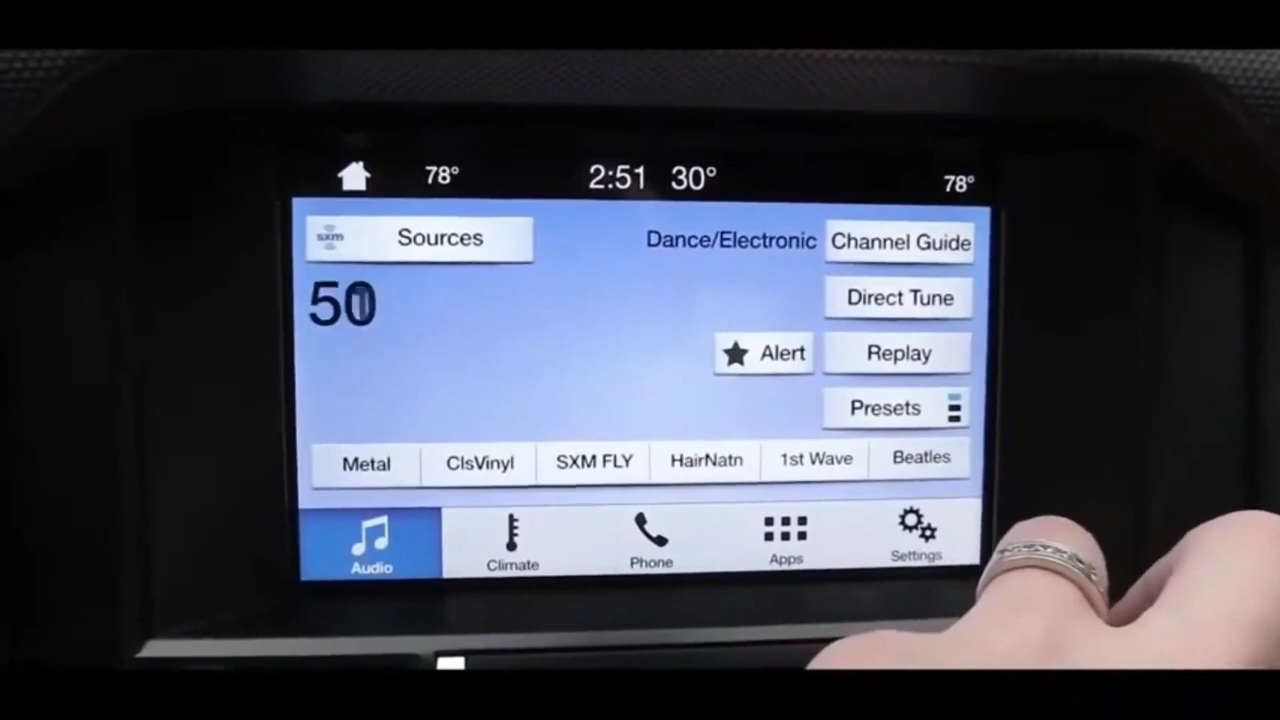 78° 2:51 30° 78°
sxm Sources Dance/Electronic Channel Guide
Direct Tune
Alert Replay
Presets
Metal ClsVinyl SXM FLY HairNatn 1st Wave Beatles
Audio Climate Phone Apps Settings